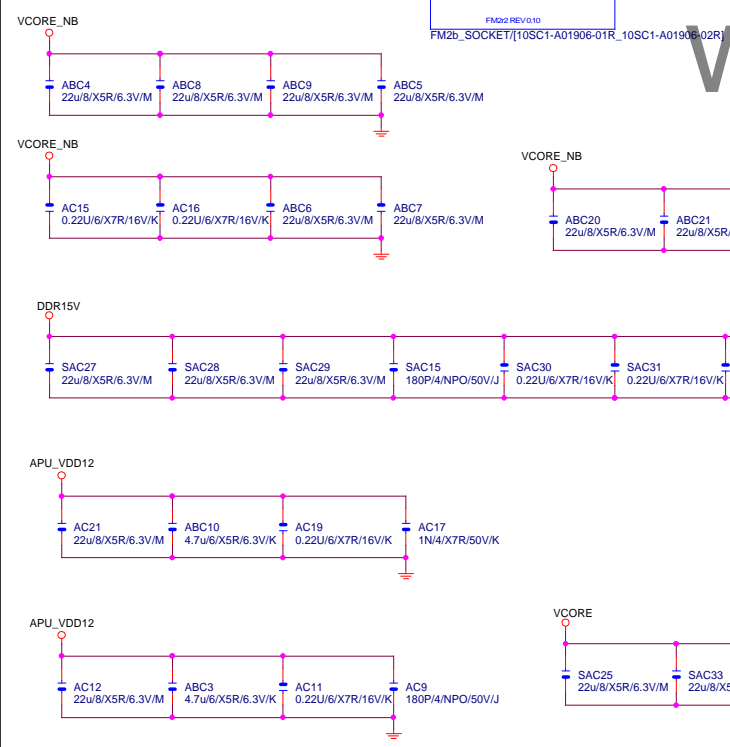 FM2r2 REV0.10
FM2b_SOCKET/[10SC1-A01906-01R_10SC1-A01906-02R]
V
VCORE_NB
ABC4
22u/8/X5R/6.3V/M
ABC8
22u/8/X5R/6.3V/M
ABC9
22u/8/X5R/6.3V/M
ABC5
22u/8/X5R/6.3V/M
VCORE_NB
AC15
0.22U/6/X7R/16V/K
AC16
0.22U/6/X7R/16V/K
ABC6
22u/8/X5R/6.3V/M
ABC7
22u/8/X5R/6.3V/M
VCORE_NB
ABC20
22u/8/X5R/6.3V/M
ABC21
22u/8/X5R/
DDR15V
SAC27
22u/8/X5R/6.3V/M
SAC28
22u/8/X5R/6.3V/M
SAC29
22u/8/X5R/6.3V/M
SAC15
180P/4/NPO/50V/J
SAC30
0.22U/6/X7R/16V/K
SAC31
0.22U/6/X7R/16V/K
APU_VDD12
AC21
22u/8/X5R/6.3V/M
ABC10
4.7u/6/X5R/6.3V/K
AC19
0.22U/6/X7R/16V/K
AC17
1N/4/X7R/50V/K
APU_VDD12
AC12
22u/8/X5R/6.3V/M
ABC3
4.7u/6/X5R/6.3V/K
AC11
0.22U/6/X7R/16V/K
AC9
180P/4/NPO/50V/J
VCORE
SAC25
22u/8/X5R/6.3V/M
SAC33
22u/8/X5